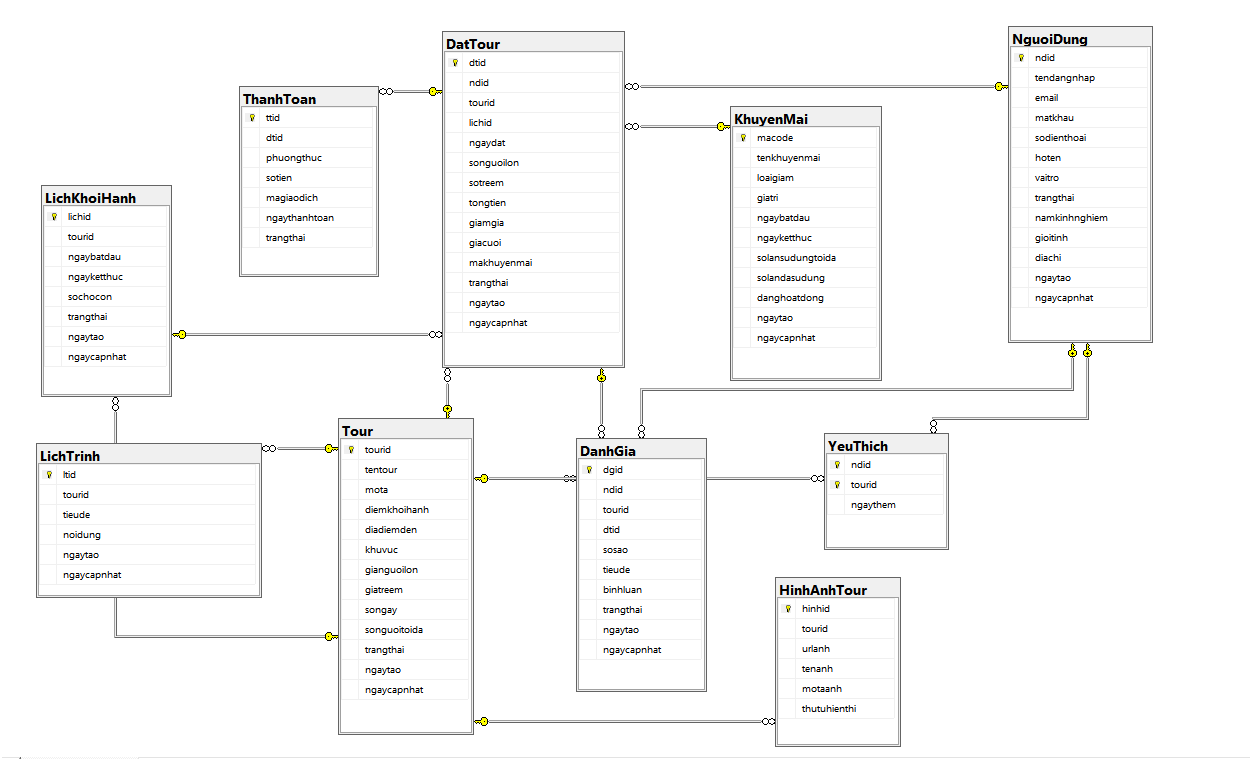 DatTour
dtid
ndid
tourid
lichid
ngaydat
songuoilon
sotreem
tongtien
giamgia
giacuoi
makhuyenmai
trangthai
ngaytao
ngaycapnhat
NguoiDung
ndid
tendangnhap
email
matkhau
sodienthoai
hoten
vaitro
trangthai
namkinhnghiem
gioitinh
diachi
ngaytao
ngaycapnhat
ThanhToan
ttid
dtid
phuongthuc
sotien
magiaodich
ngaythanhtoan
trangthai
KhuyenMai
macode
tenkhuyenmai
loaigiam
giatri
ngaybatdau
ngayketthuc
solansudungtoida
solandasudung
danghoatdong
ngaytao
ngaycapnhat
LichKhoiHanh
lichid
tourid
ngaybatdau
ngayketthuc
sochocon
trangthai
ngaytao
ngaycapnhat
LichTrinh
ltid
tourid
tieude
noidung
ngaytao
ngaycapnhat
Tour
tourid
tentour
mota
diemkhoihanh
diadiemden
khuvuc
gianguoilon
giatreem
songay
songuoitoida
trangthai
ngaytao
ngaycapnhat
DanhGia
dgid
ndid
tourid
dtid
sosao
tieude
binhluan
trangthai
ngaytao
ngaycapnhat
YeuThich
ndid
tourid
ngaythem
HinhAnhTour
hinhid
tourid
urlanh
tenanh
motaanh
thutuhienthi